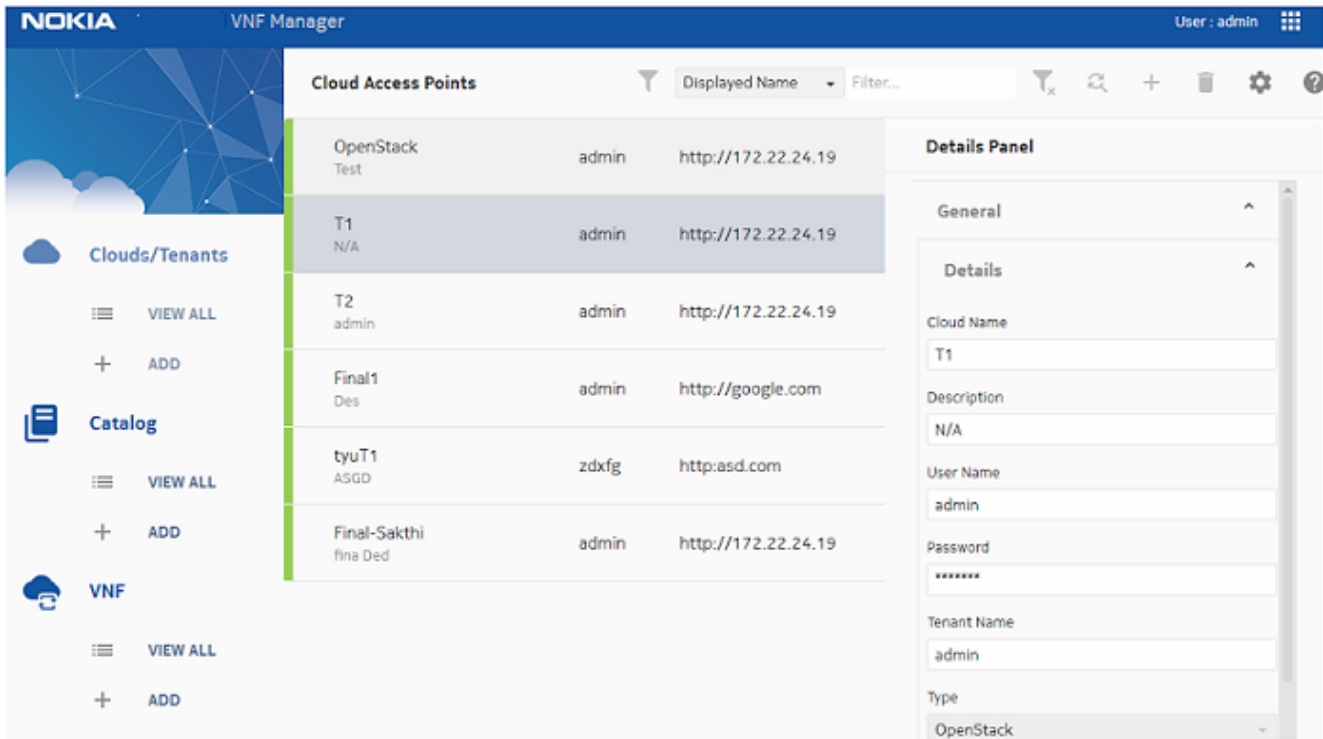 NOKIA VNF Manager User : admin
Cloud Access Points Displayed Name Filter...
Clouds/Tenants
VIEW ALL
ADD
Catalog
VIEW ALL
ADD
VNF
VIEW ALL
ADD
OpenStack admin http://172.22.24.19
Test
T1 admin http://172.22.24.19
N/A
T2 admin http://172.22.24.19
admin
Final1 admin http://google.com
Des
tyuT1 zdxfg http:asd.com
ASGD
Final-Sakthi admin http://172.22.24.19
fina Ded
Details Panel
General
Details
Cloud Name
T1
Description
N/A
User Name
admin
Password
*******
Tenant Name
admin
Type
OpenStack